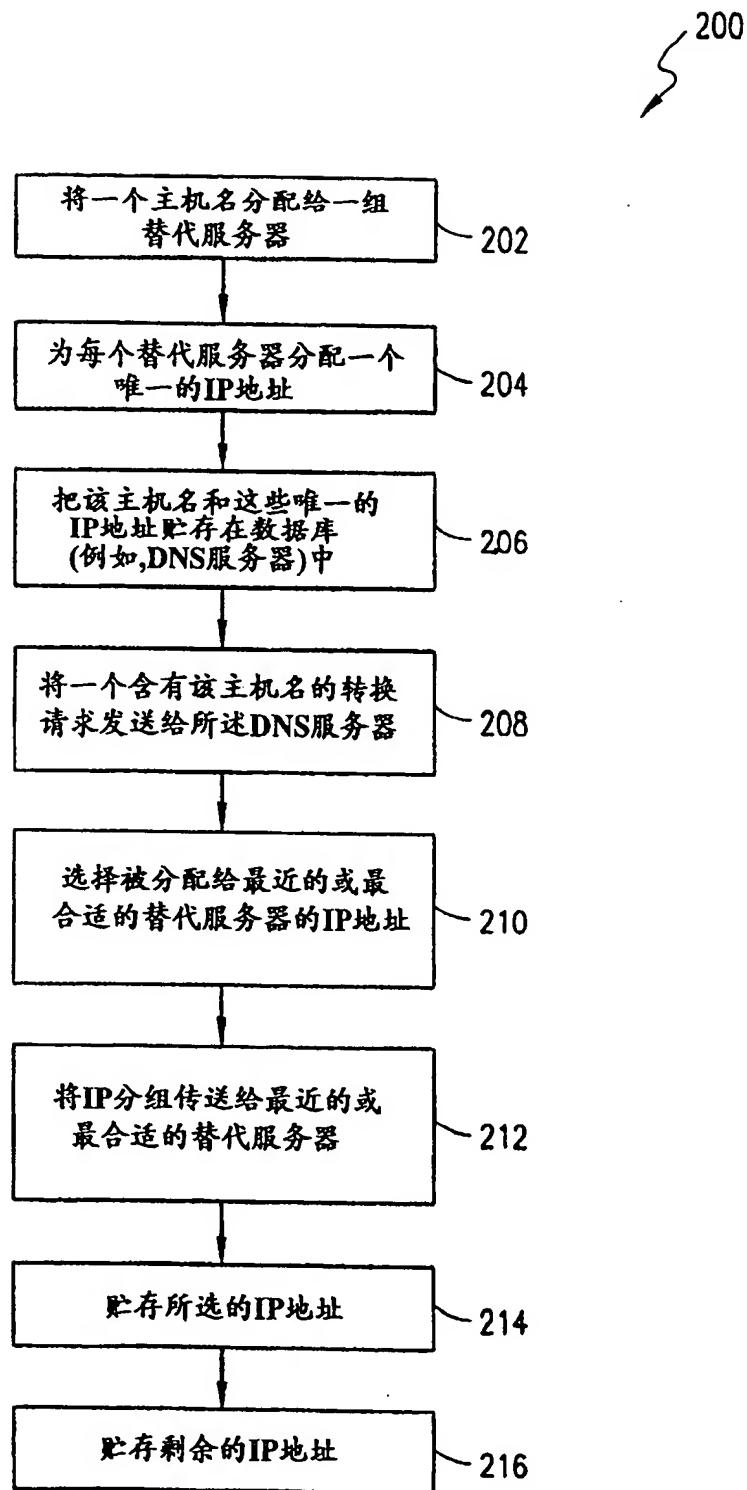 200
将一个主机名分配给一组
替代服务器
202
为每个替代服务器分配一个
唯一的IP地址
204
把该主机名和这些唯一的
IP地址贮存在数据库
(例如,DNS服务器)中
206
将一个含有该主机名的转换
请求发送给所述DNS服务器
208
选择被分配给最近的或最
合适的替代服务器的IP地址
210
将IP分组传送给最近的或
最合适的替代服务器
212
贮存所选的IP地址
214
贮存剩余的IP地址
216